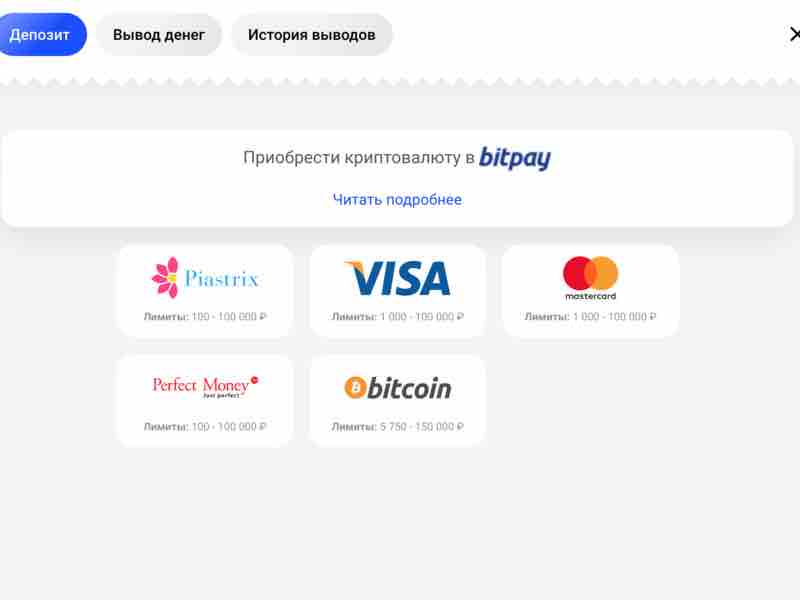 Депозит Вывод денег История выводов
Приобрести криптовалюту в bitpay
Читать подробнее
Piastrix VISA mastercard
Лимиты: 100 - 100 000 ₽ Лимиты: 1 000 - 100 000 ₽ Лимиты: 1 000 - 100 000 ₽
Perfect Money bitcoin
Just perfect
Лимиты: 100 - 100 000 ₽ Лимиты: 5 750 - 150 000 ₽